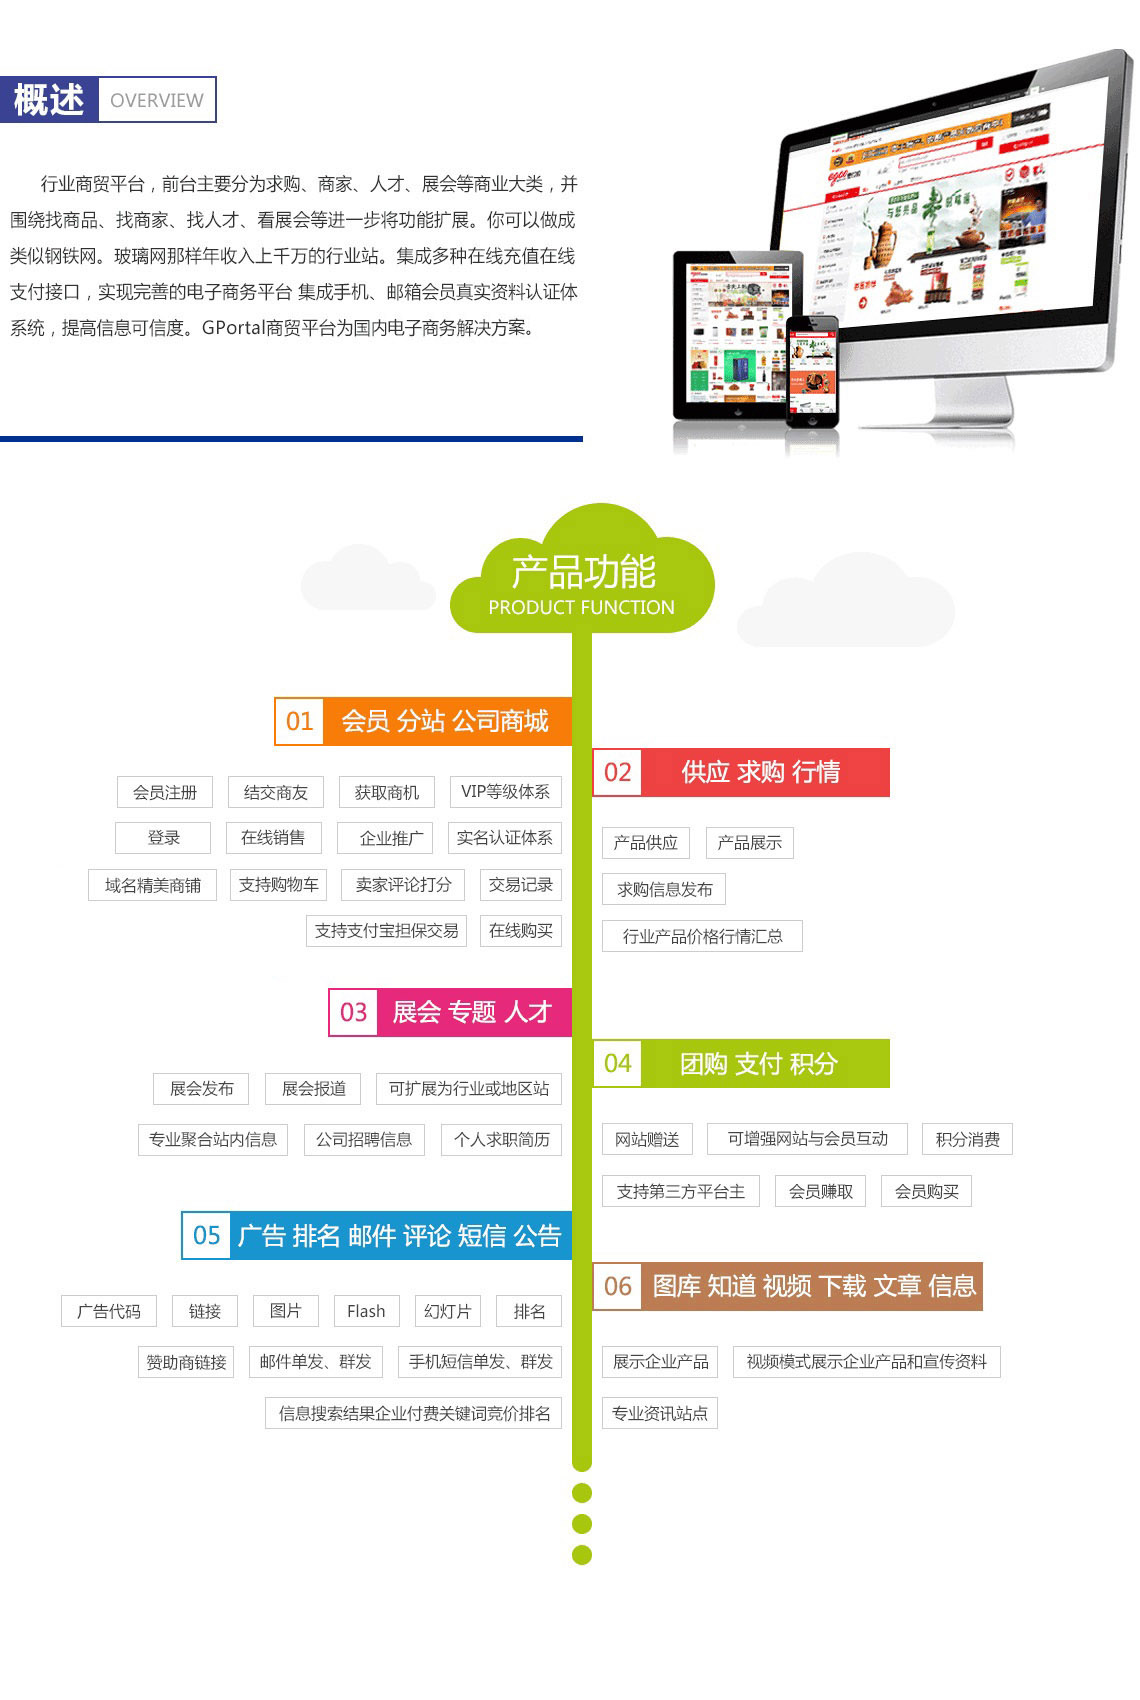 概述 OVERVIEW
行业商贸平台，前台主要分为求购、商家、人才、展会等商业大类，并
围绕找商品、找商家、找人才、看展会等进一步将功能扩展。你可以做成
类似钢铁网。玻璃网那样年收入上千万的行业站。集成多种在线充值在线
支付接口，实现完善的电子商务平台 集成手机、邮箱会员真实资料认证体
系统，提高信息可信度。GPortal商贸平台为国内电子商务解决方案。
产品功能
PRODUCT FUNCTION
01 会员 分站 公司商城
会员注册 结交商友 获取商机 VIP等级体系
登录 在线销售 企业推广 实名认证体系
域名精美商铺 支持购物车 卖家评论打分 交易记录
支持支付宝担保交易 在线购买
02 供应 求购 行情
产品供应 产品展示
求购信息发布
行业产品价格行情汇总
03 展会 专题 人才
展会发布 展会报道 可扩展为行业或地区站
专业聚合站内信息 公司招聘信息 个人求职简历
04 团购 支付 积分
网站赠送 可增强网站与会员互动 积分消费
支持第三方平台主 会员赚取 会员购买
05 广告 排名 邮件 评论 短信 公告
广告代码 链接 图片 Flash 幻灯片 排名
赞助商链接 邮件单发、群发 手机短信单发、群发
信息搜索结果企业付费关键词竞价排名
06 图库 知道 视频 下载 文章 信息
展示企业产品 视频模式展示企业产品和宣传资料
专业资讯站点